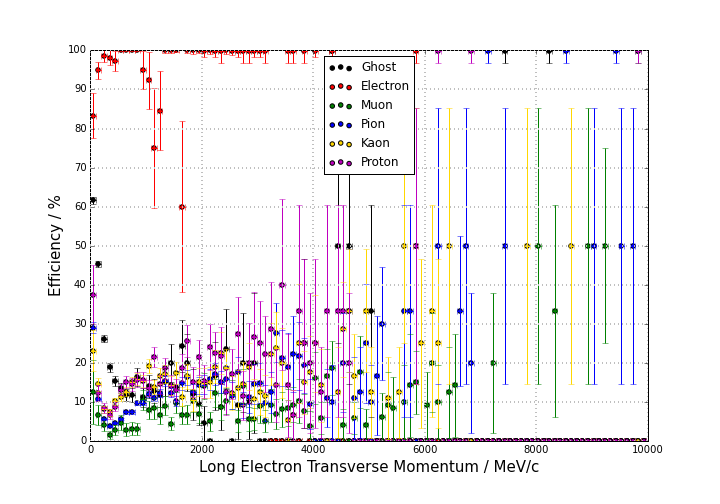 100
90
80
70
60
50
40
30
20
10
0
Efficiency / %
Ghost
Electron
Muon
Pion
Kaon
Proton
0 2000 4000 6000 8000 10000
Long Electron Transverse Momentum / MeV/c